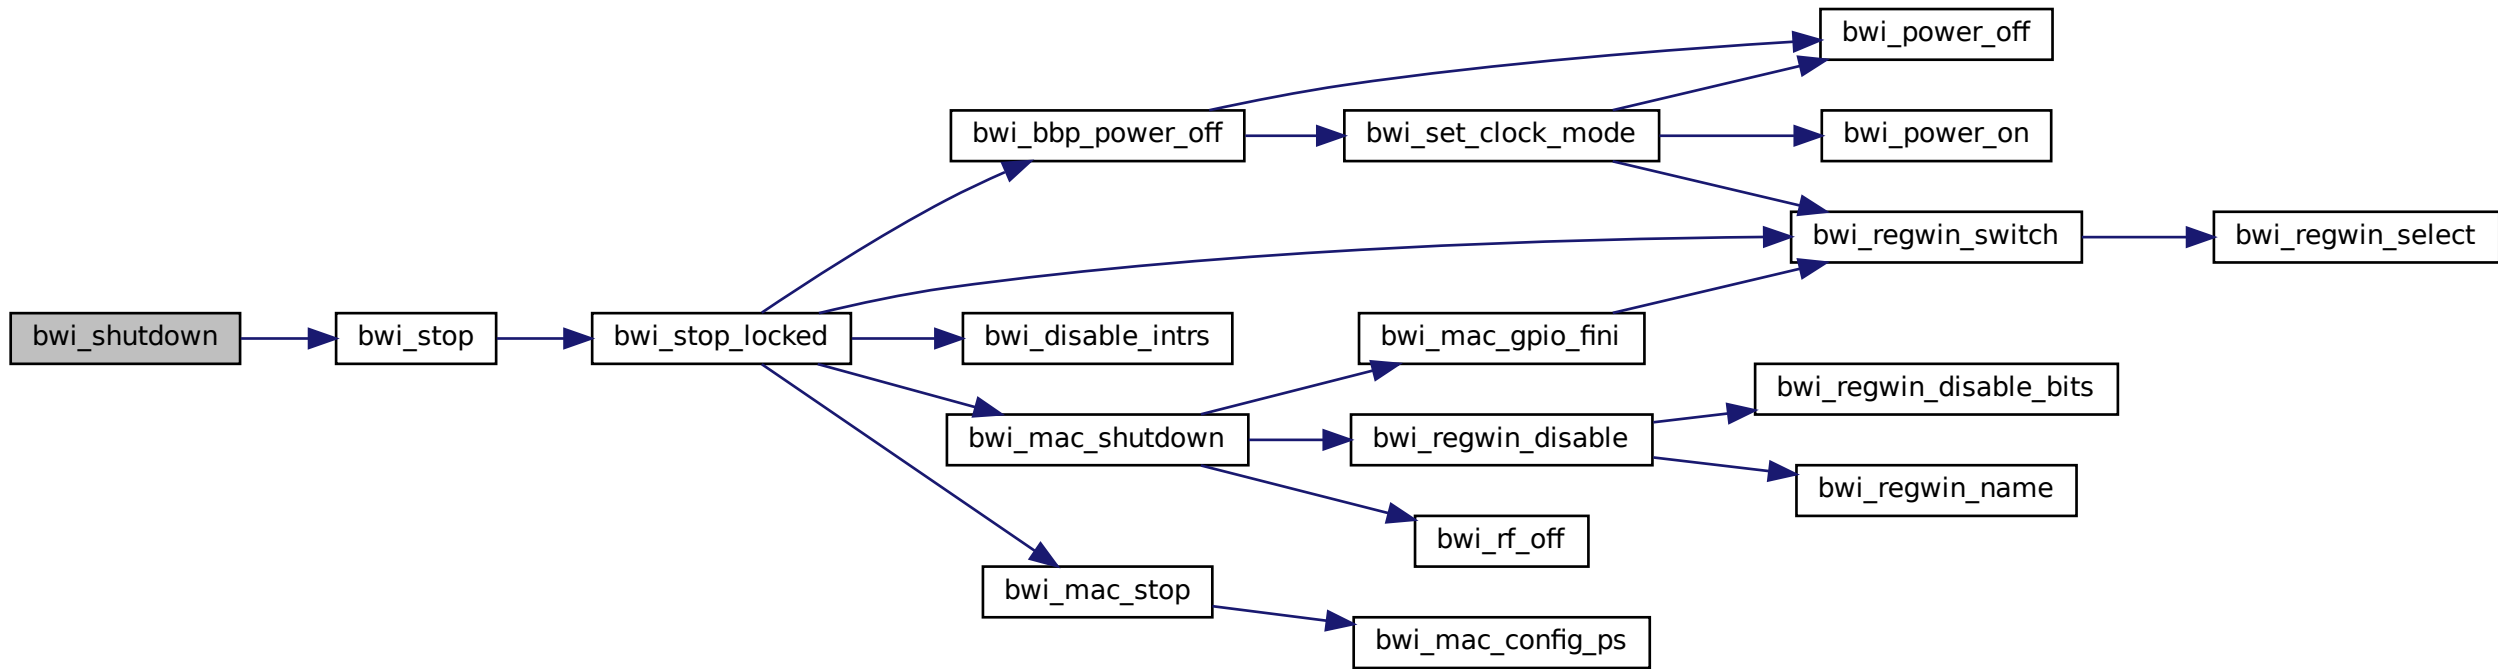 bwi_power_off
bwi_bbp_power_off
bwi_set_clock_mode
bwi_power_on
bwi_regwin_switch
bwi_regwin_select
bwi_shutdown
bwi_stop
bwi_stop_locked
bwi_disable_intrs
bwi_mac_gpio_fini
bwi_regwin_disable_bits
bwi_mac_shutdown
bwi_regwin_disable
bwi_regwin_name
bwi_rf_off
bwi_mac_stop
bwi_mac_config_ps